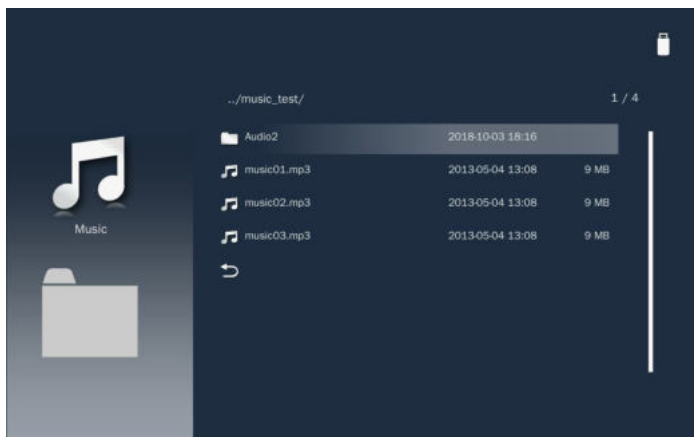 ../music_test/ 1 / 4
Audio2 2018-10-03 18:16
music01.mp3 2013-05-04 13:08 9 MB
music02.mp3 2013-05-04 13:08 9 MB
music03.mp3 2013-05-04 13:08 9 MB
Music